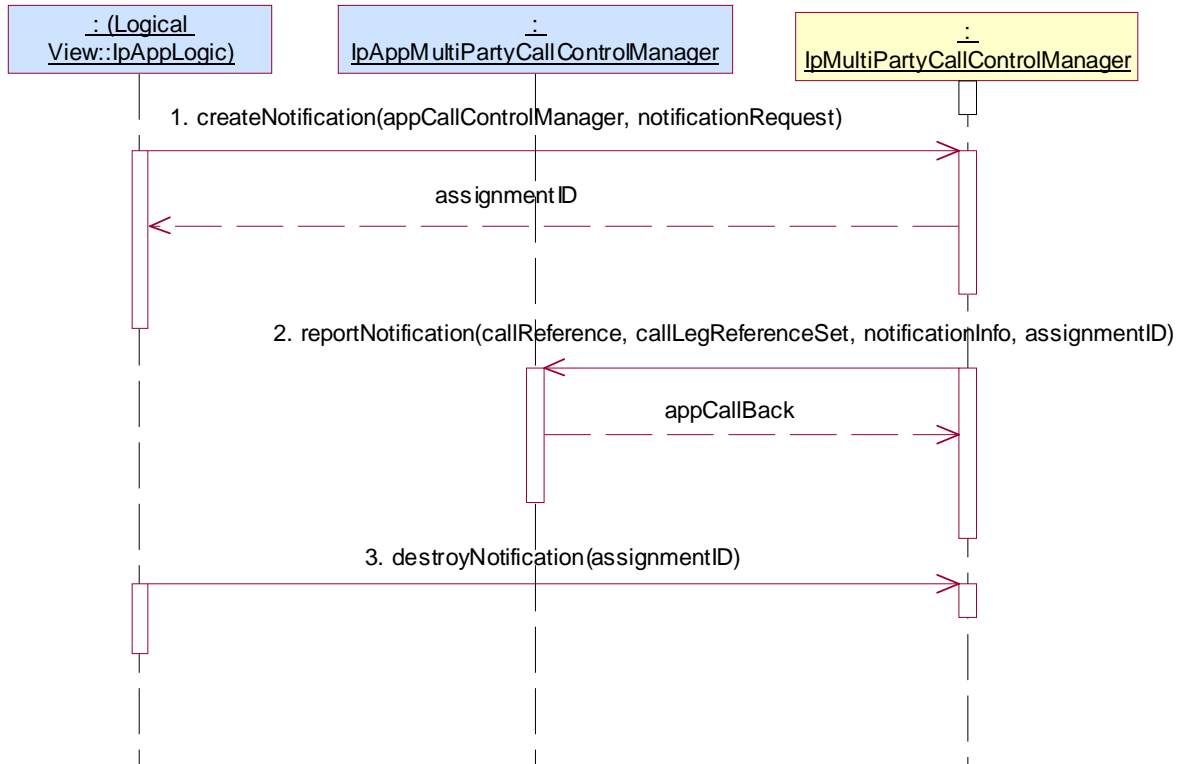 : (Logical
View::IpAppLogic)
:
IpAppMultiPartyCallControlManager
:
IpMultiPartyCallControlManager
1. createNotification(appCallControlManager, notificationRequest)
assignmentID
2. reportNotification(callReference, callLegReferenceSet, notificationInfo, assignmentID)
appCallBack
3. destroyNotification(assignmentID)